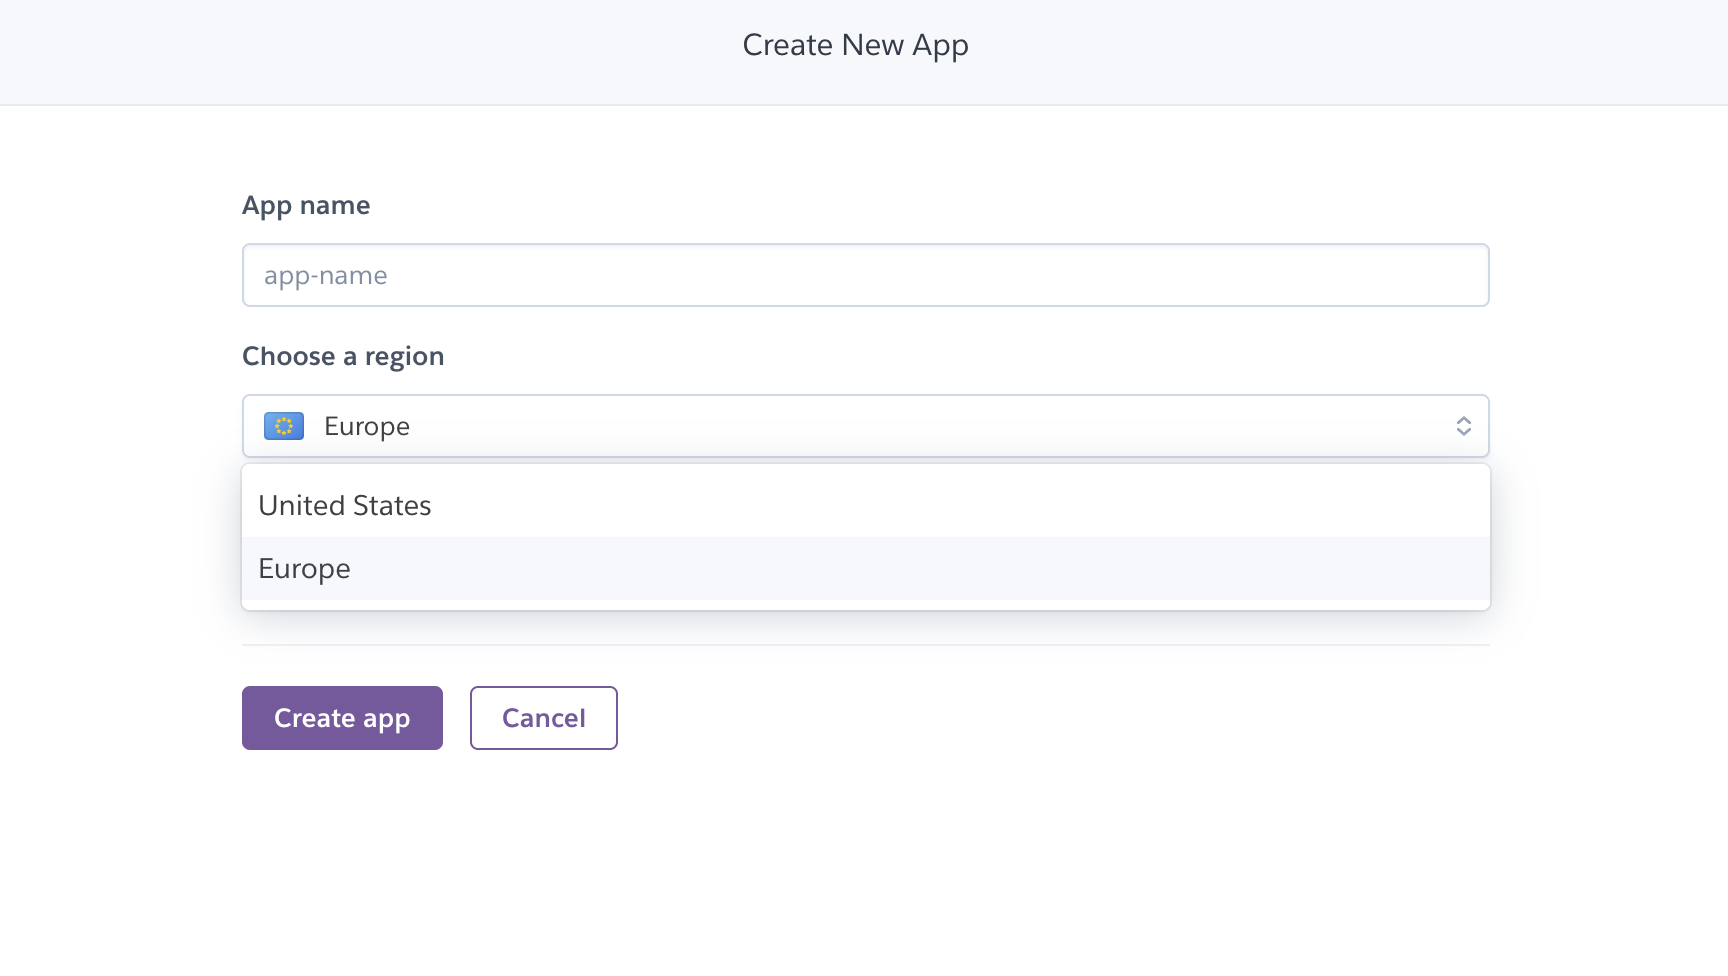 Create New App
App name
app-name
Choose a region
Europe
United States
Europe
Create app
Cancel